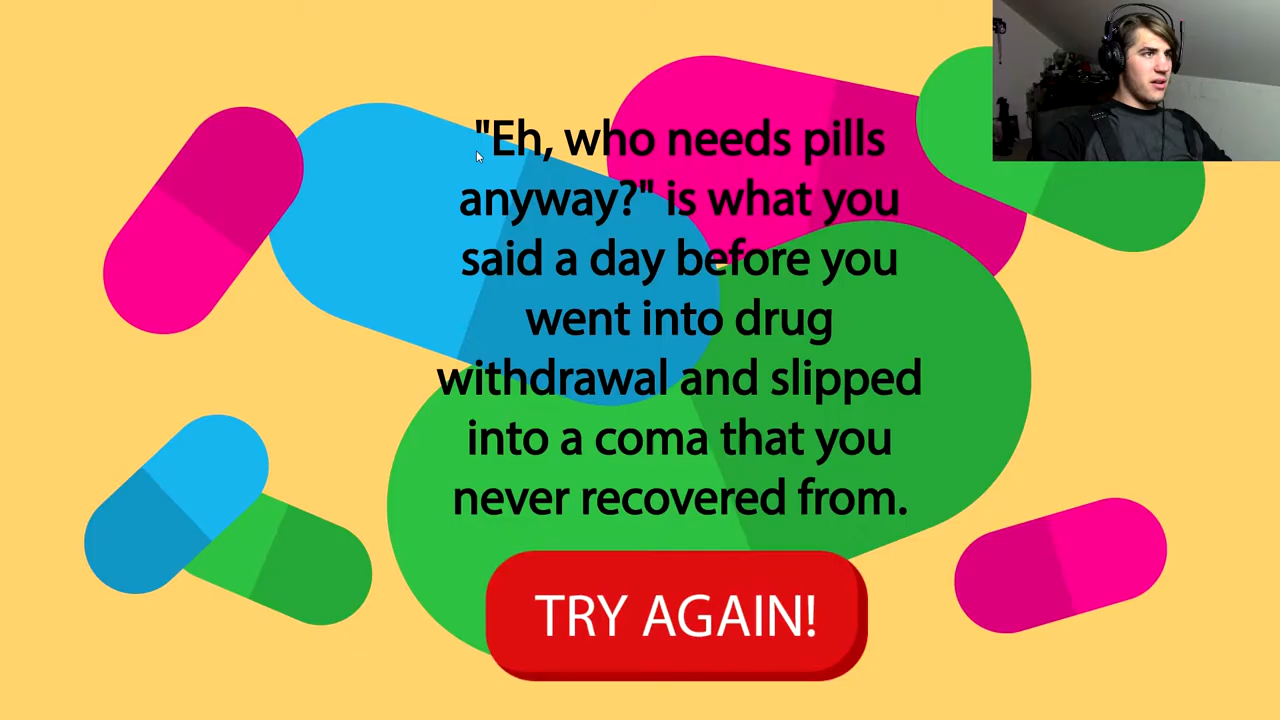 "Eh, who needs pills
anyway?" is what you
said a day before you
went into drug
withdrawal and slipped
into a coma that you
never recovered from.
TRY AGAIN!